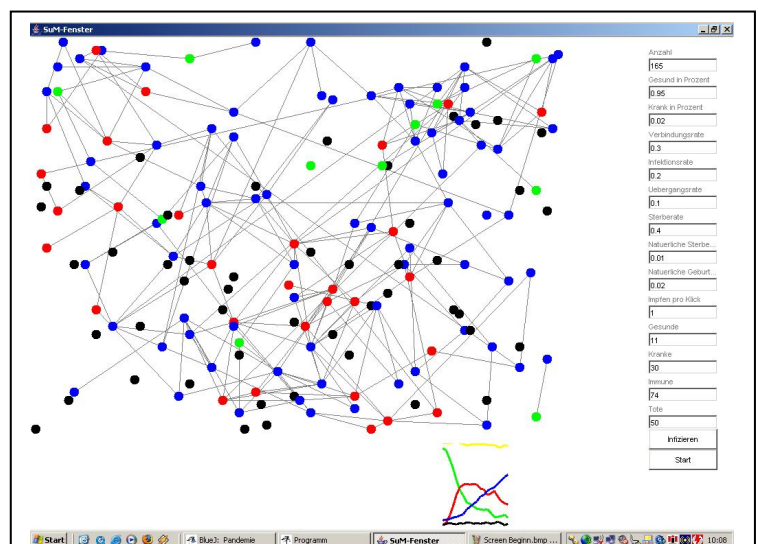 SuM-Fenster
Anzahl
165
Gesund in Prozent
0.95
Krank in Prozent
0.02
Verbindungsrate
0.3
Infektionsrate
0.2
Uebergangsrate
0.1
Sterberate
0.4
Natuerliche Sterbe...
0.01
Natuerliche Geburt...
0.02
Impfen pro Klick
1
Gesunde
11
Kranke
30
Immune
74
Tote
50
Infizieren
Start
Start BlueJ: Pandemie Programm SuM-Fenster Screen Beginn.bmp ... 10:08